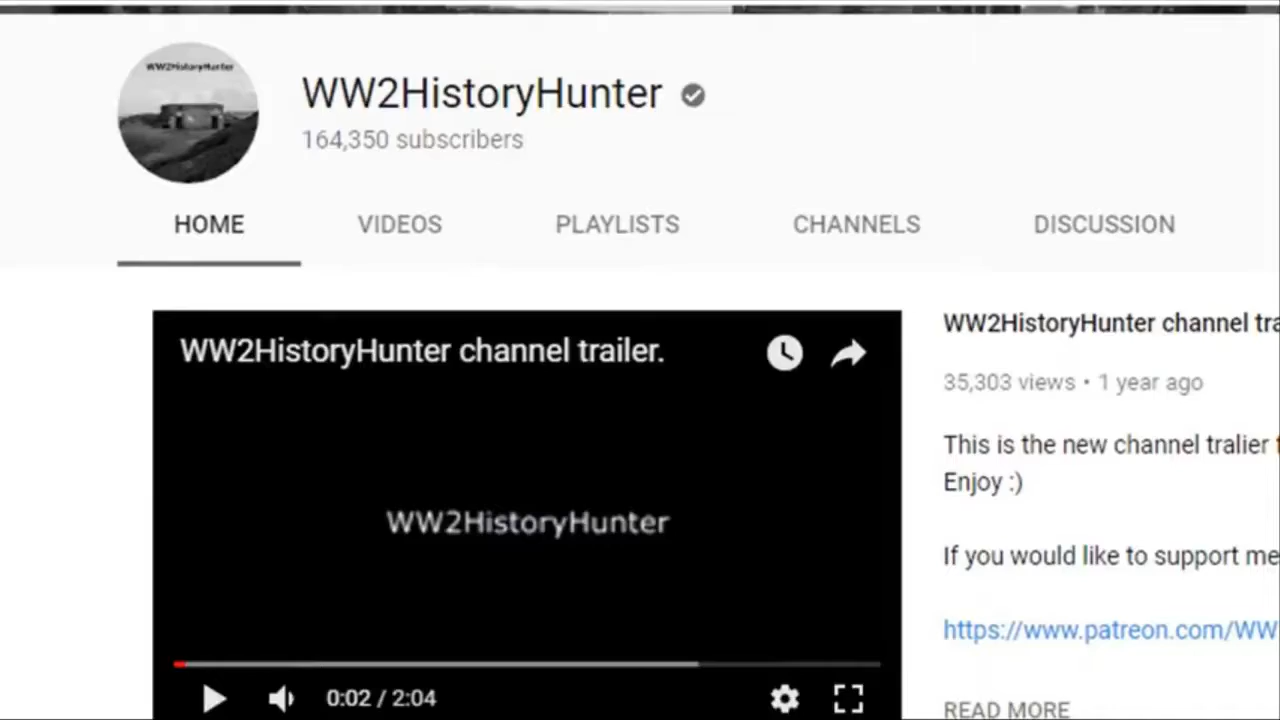 WW2HistoryHunter
WW2HistoryHunter
164,350 subscribers
HOME VIDEOS PLAYLISTS CHANNELS DISCUSSION
WW2HistoryHunter channel trailer.
WW2HistoryHunter
0:02 / 2:04
WW2HistoryHunter channel tra
35,303 views • 1 year ago
This is the new channel tralier
Enjoy :)
If you would like to support me
https://www.patreon.com/WW
READ MORE